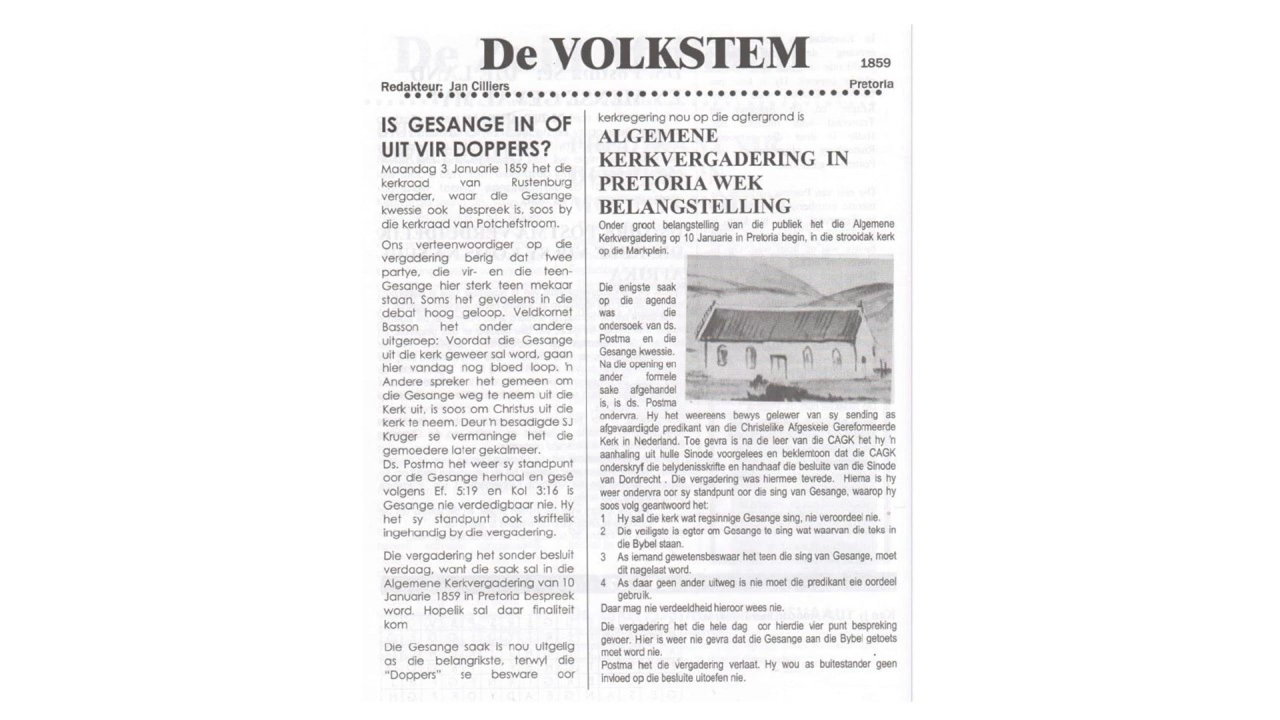 De VOLKSTEM
1859
Redakteur: Jan Cilliers
Pretoria
IS GESANGE IN OF
UIT VIR DOPPERS?
Maandag 3 Januarie 1859 het die
kerkraad van Rustenburg
vergader, waar die Gesange
kwessie ook bespreek is, soos by
die kerkraad van Potchefstroom.
Ons verteenwoordiger op die
vergadering berig dat twee
partye, die vir- en die teen-
Gesange hier sterk teen mekaar
staan. Soms het gevoelens in die
debat hoog geloop. Veldkornet
Basson het onder andere
uitgeroep: Voordat die Gesange
uit die kerk geweer sal word, gaan
hier vandag nog bloed loop. 'n
Andere spreker het gemeen om
die Gesange weg te neem uit die
Kerk uit, is soos om Christus uit die
kerk te neem. Deur'n besadigde SJ
Kruger se vermaninge het die
gemoedere later gekalmeer.
Ds. Postma het weer sy standpunt
oor die Gesange herhaal en gesê
volgens Ef. 5:19 en Kol 3:16 is
Gesange nie verdedigbaar nie. Hy
het sy standpunt ook skriftelik
ingehandig by die vergadering.
Die vergadering het sonder besluit
verdaag, want die saak sal in die
Algemene Kerkvergadering van 10
Januarie 1859 in Pretoria bespreek
word. Hopelik sal daar finaliteit
kom
Die Gesange saak is nou uitgelig
as die belangrikste, terwyl die
"Doppers" se besware oor
kerkregering nou op die agtergrond is
ALGEMENE
KERKVERGADERING IN
PRETORIA WEK
BELANGSTELLING
Onder groot belangstelling van die publiek het die Algemene
Kerkvergadering op 10 Januarie in Pretoria begin, in die strooidak kerk
op die Markplein.
Die enigste saak
op die agenda
was die
ondersoek van ds.
Postma en die
Gesange kwessie.
Na die opening en
ander formele
sake afgehandel
is, is ds. Postma
ondervra. Hy het weereens bewys gelewer van sy sending as
afgevaardigde predikant van die Christelike Afgeskeie Gereformeerde
Kerk in Nederland. Toe gevra is na die leer van die CAGK het hy 'n
aanhaling uit hulle Sinode voorgelees en beklemtoon dat die CAGK
onderskryf die belydenisskrifte en handhaaf die besluite van die Sinode
van Dordrecht . Die vergadering was hiermee tevrede. Hierna is hy
weer ondervra oor sy standpunt oor die sing van Gesange, waarop hy
soos volg geantwoord het:
1 Hy sal die kerk wat regsinnige Gesange sing, nie veroordeel nie.
2 Die veiligste is egter om Gesange te sing wat waarvan die teks in
die Bybel staan.
3 As iemand gewetensbeswaar het teen die sing van Gesange, moet
dit nagelaat word.
4 As daar geen ander uitweg is nie moet die predikant eie oordeel
gebruik.
Daar mag nie verdeeldheid hieroor wees nie.
Die vergadering het die hele dag oor hierdie vier punt bespreking
gevoer. Hier is weer nie gevra dat die Gesange aan die Bybel getoets
moet word nie.
Postma het die vergadering verlaat. Hy wou as buitestander geen
invloed op die besluite uitoefen nie.